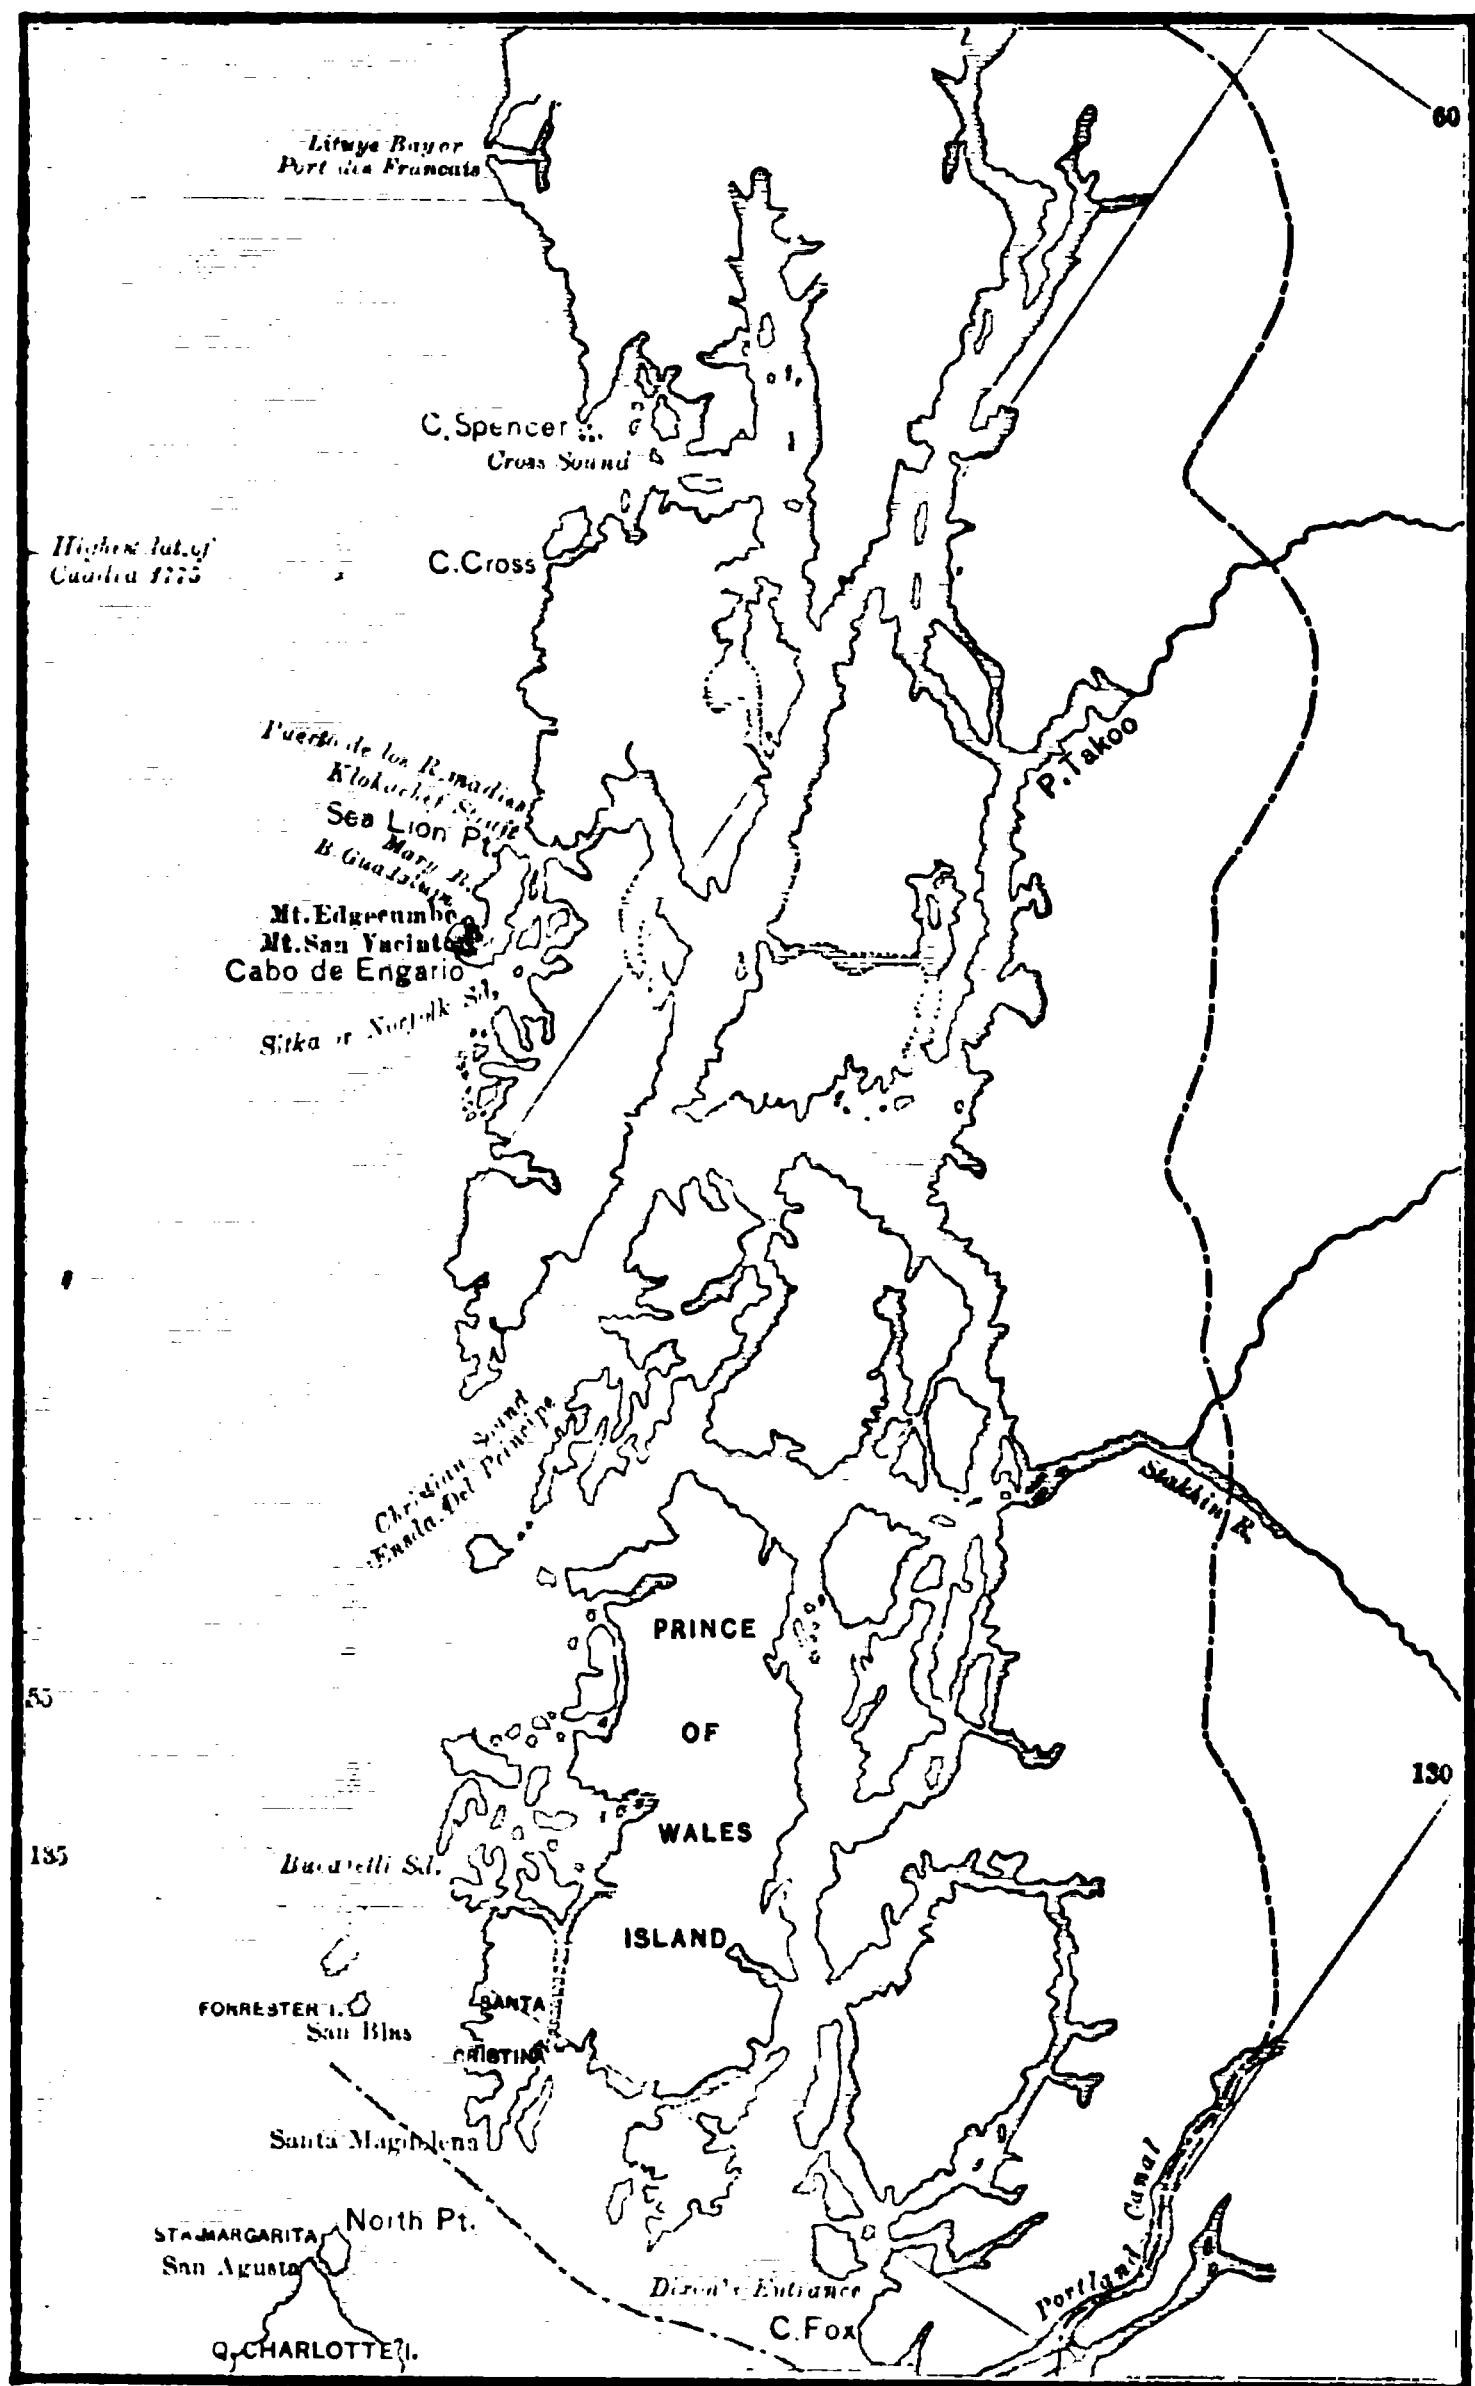 60
Lituya Bay or
Port des Francais
C. Spencer
Cross Sound
Highest lat. of
Cuadra 1775
C. Cross
Puerto de los R.madios
Klokachef
P. Takoo
Sea Lion Pt.
Mary B.
B. Guadalupe
Mt. Edgecumbe
Mt. San Yacinto
Cabo de Engario
Sitka or Norfolk Sd.
Christian Sound
Ensda. Del Principe
Stakhin R.
PRINCE
OF
WALES
ISLAND
55
130
135
Bucarelli Sd.
FORRESTER I.
San Blas
SANTA
CRISTINA
Santa Magdalena
STA MARGARITA
North Pt.
San Agusta
Q. CHARLOTTE I.
Dixon's Entrance
C. Fox
Portland Canal